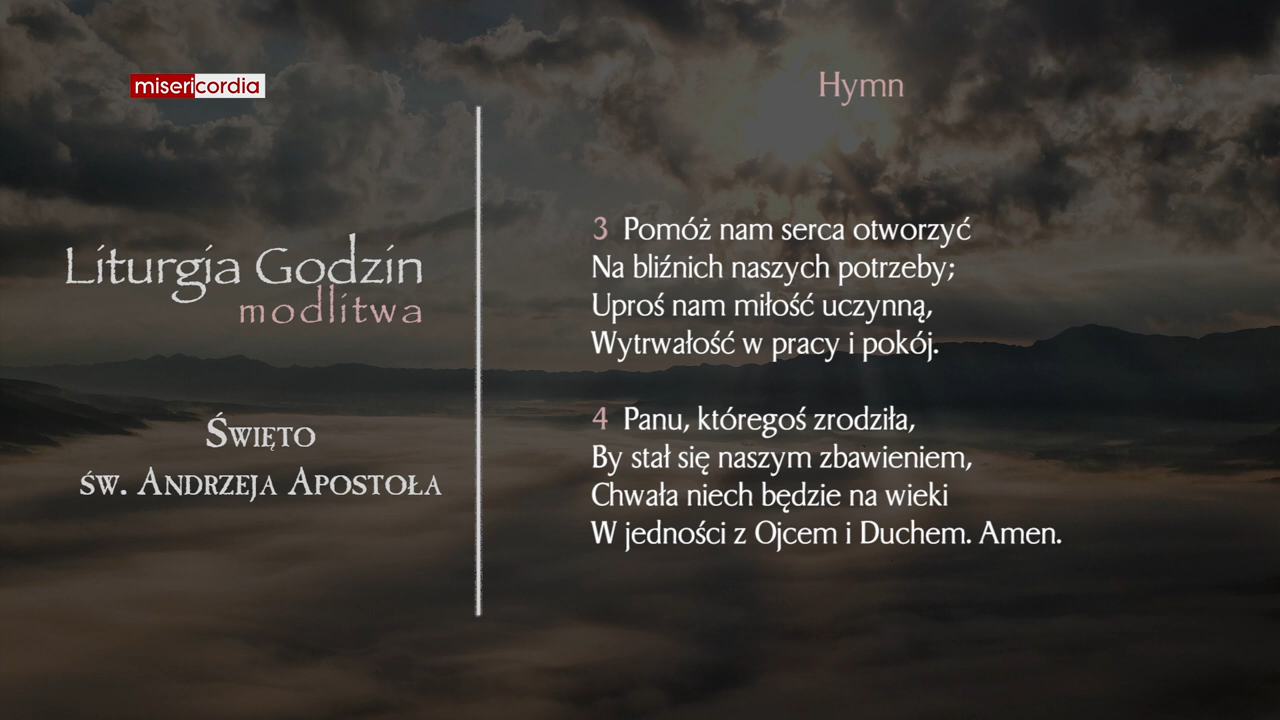 misericordia
Liturgia Godzin
modlitwa
Święto
św. Andrzeja Apostoła
Hymn
3 Pomóż nam serca otworzyć
Na bliźnich naszych potrzeby;
Uproś nam miłość uczynną,
Wytrwałość w pracy i pokój.
4 Panu, któregoś zrodziła,
By stał się naszym zbawieniem,
Chwała niech będzie na wieki
W jedności z Ojcem i Duchem. Amen.